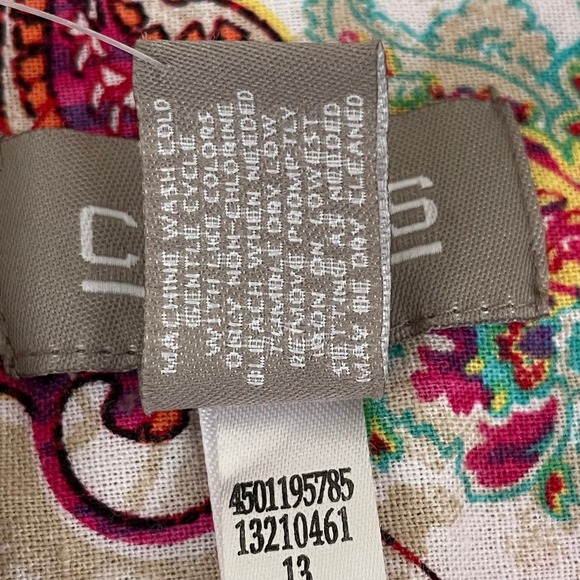 MACHINE WASH COLD
GENTLE CYCLE
WITH LIKE COLORS
ONLY NON-CHLORINE
BLEACH WHEN NEEDED
TUMBLE DRY LOW
REMOVE PROMPTLY
IRON ON LOWEST
SETTING AS NEEDED
MAY BE DRY CLEANED
4501195785
13210461
13